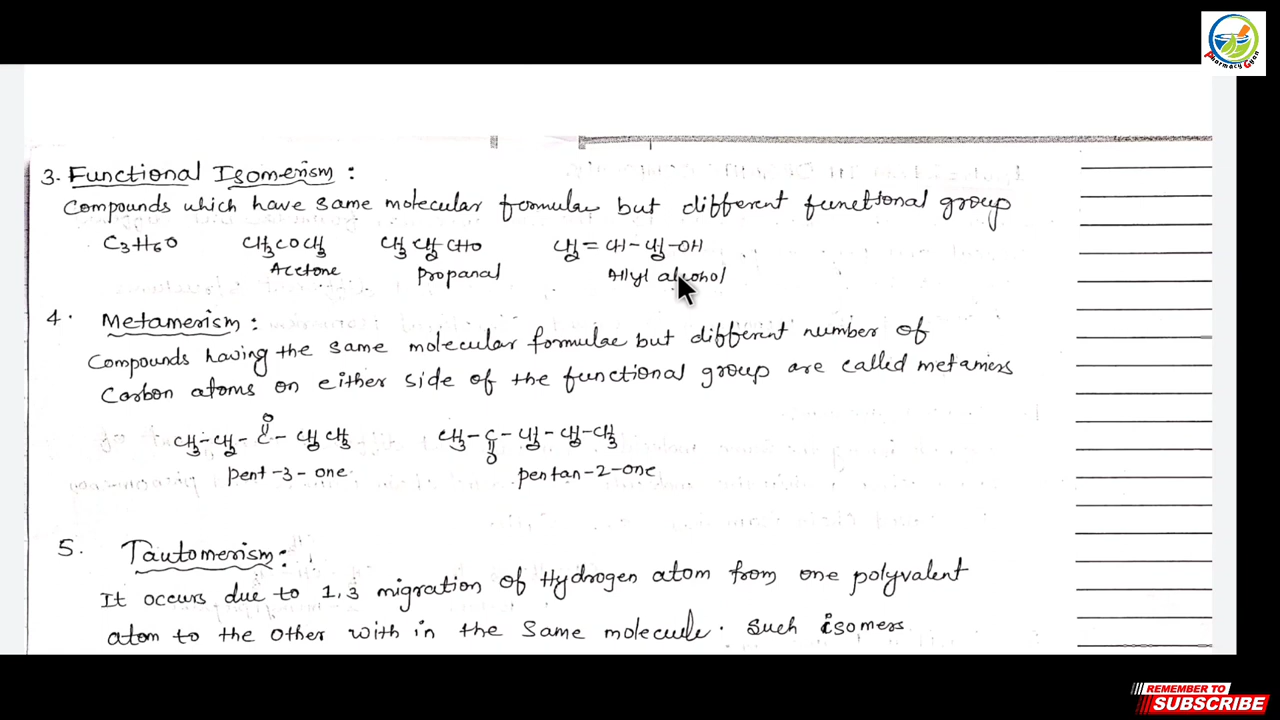 Pharmacy Gyan
3. Functional Isomerism :
Compounds which have same molecular formulae but different functional group
C3H6O CH3COCH3 CH3CH2CHO CH2=CH-CH2-OH
Acetone Propanal Allyl alcohol
4. Metamerism :
Compounds having the same molecular formulae but different number of
Carbon atoms on either side of the functional group are called metamers
O
CH3-CH2-C-CH2CH3 CH3-C-CH2-CH2-CH3
O
Pent-3-one Pentan-2-one
5. Tautomerism :
It occurs due to 1,3 migration of Hydrogen atom from one polyvalent
atom to the other with in the same molecule. Such isomers
REMEMBER TO
SUBSCRIBE